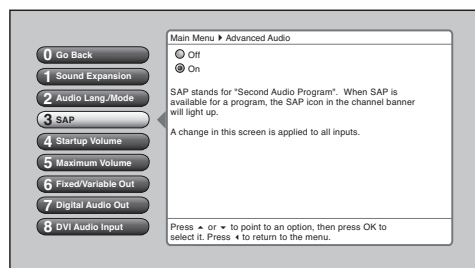 Main Menu ▶ Advanced Audio
0 Go Back
1 Sound Expansion
2 Audio Lang./Mode
3 SAP
4 Startup Volume
5 Maximum Volume
6 Fixed/Variable Out
7 Digital Audio Out
8 DVI Audio Input
Off
On
SAP stands for "Second Audio Program". When SAP is
available for a program, the SAP icon in the channel banner
will light up.
A change in this screen is applied to all inputs.
Press ▲ or ▼ to point to an option, then press OK to
select it. Press ◀ to return to the menu.